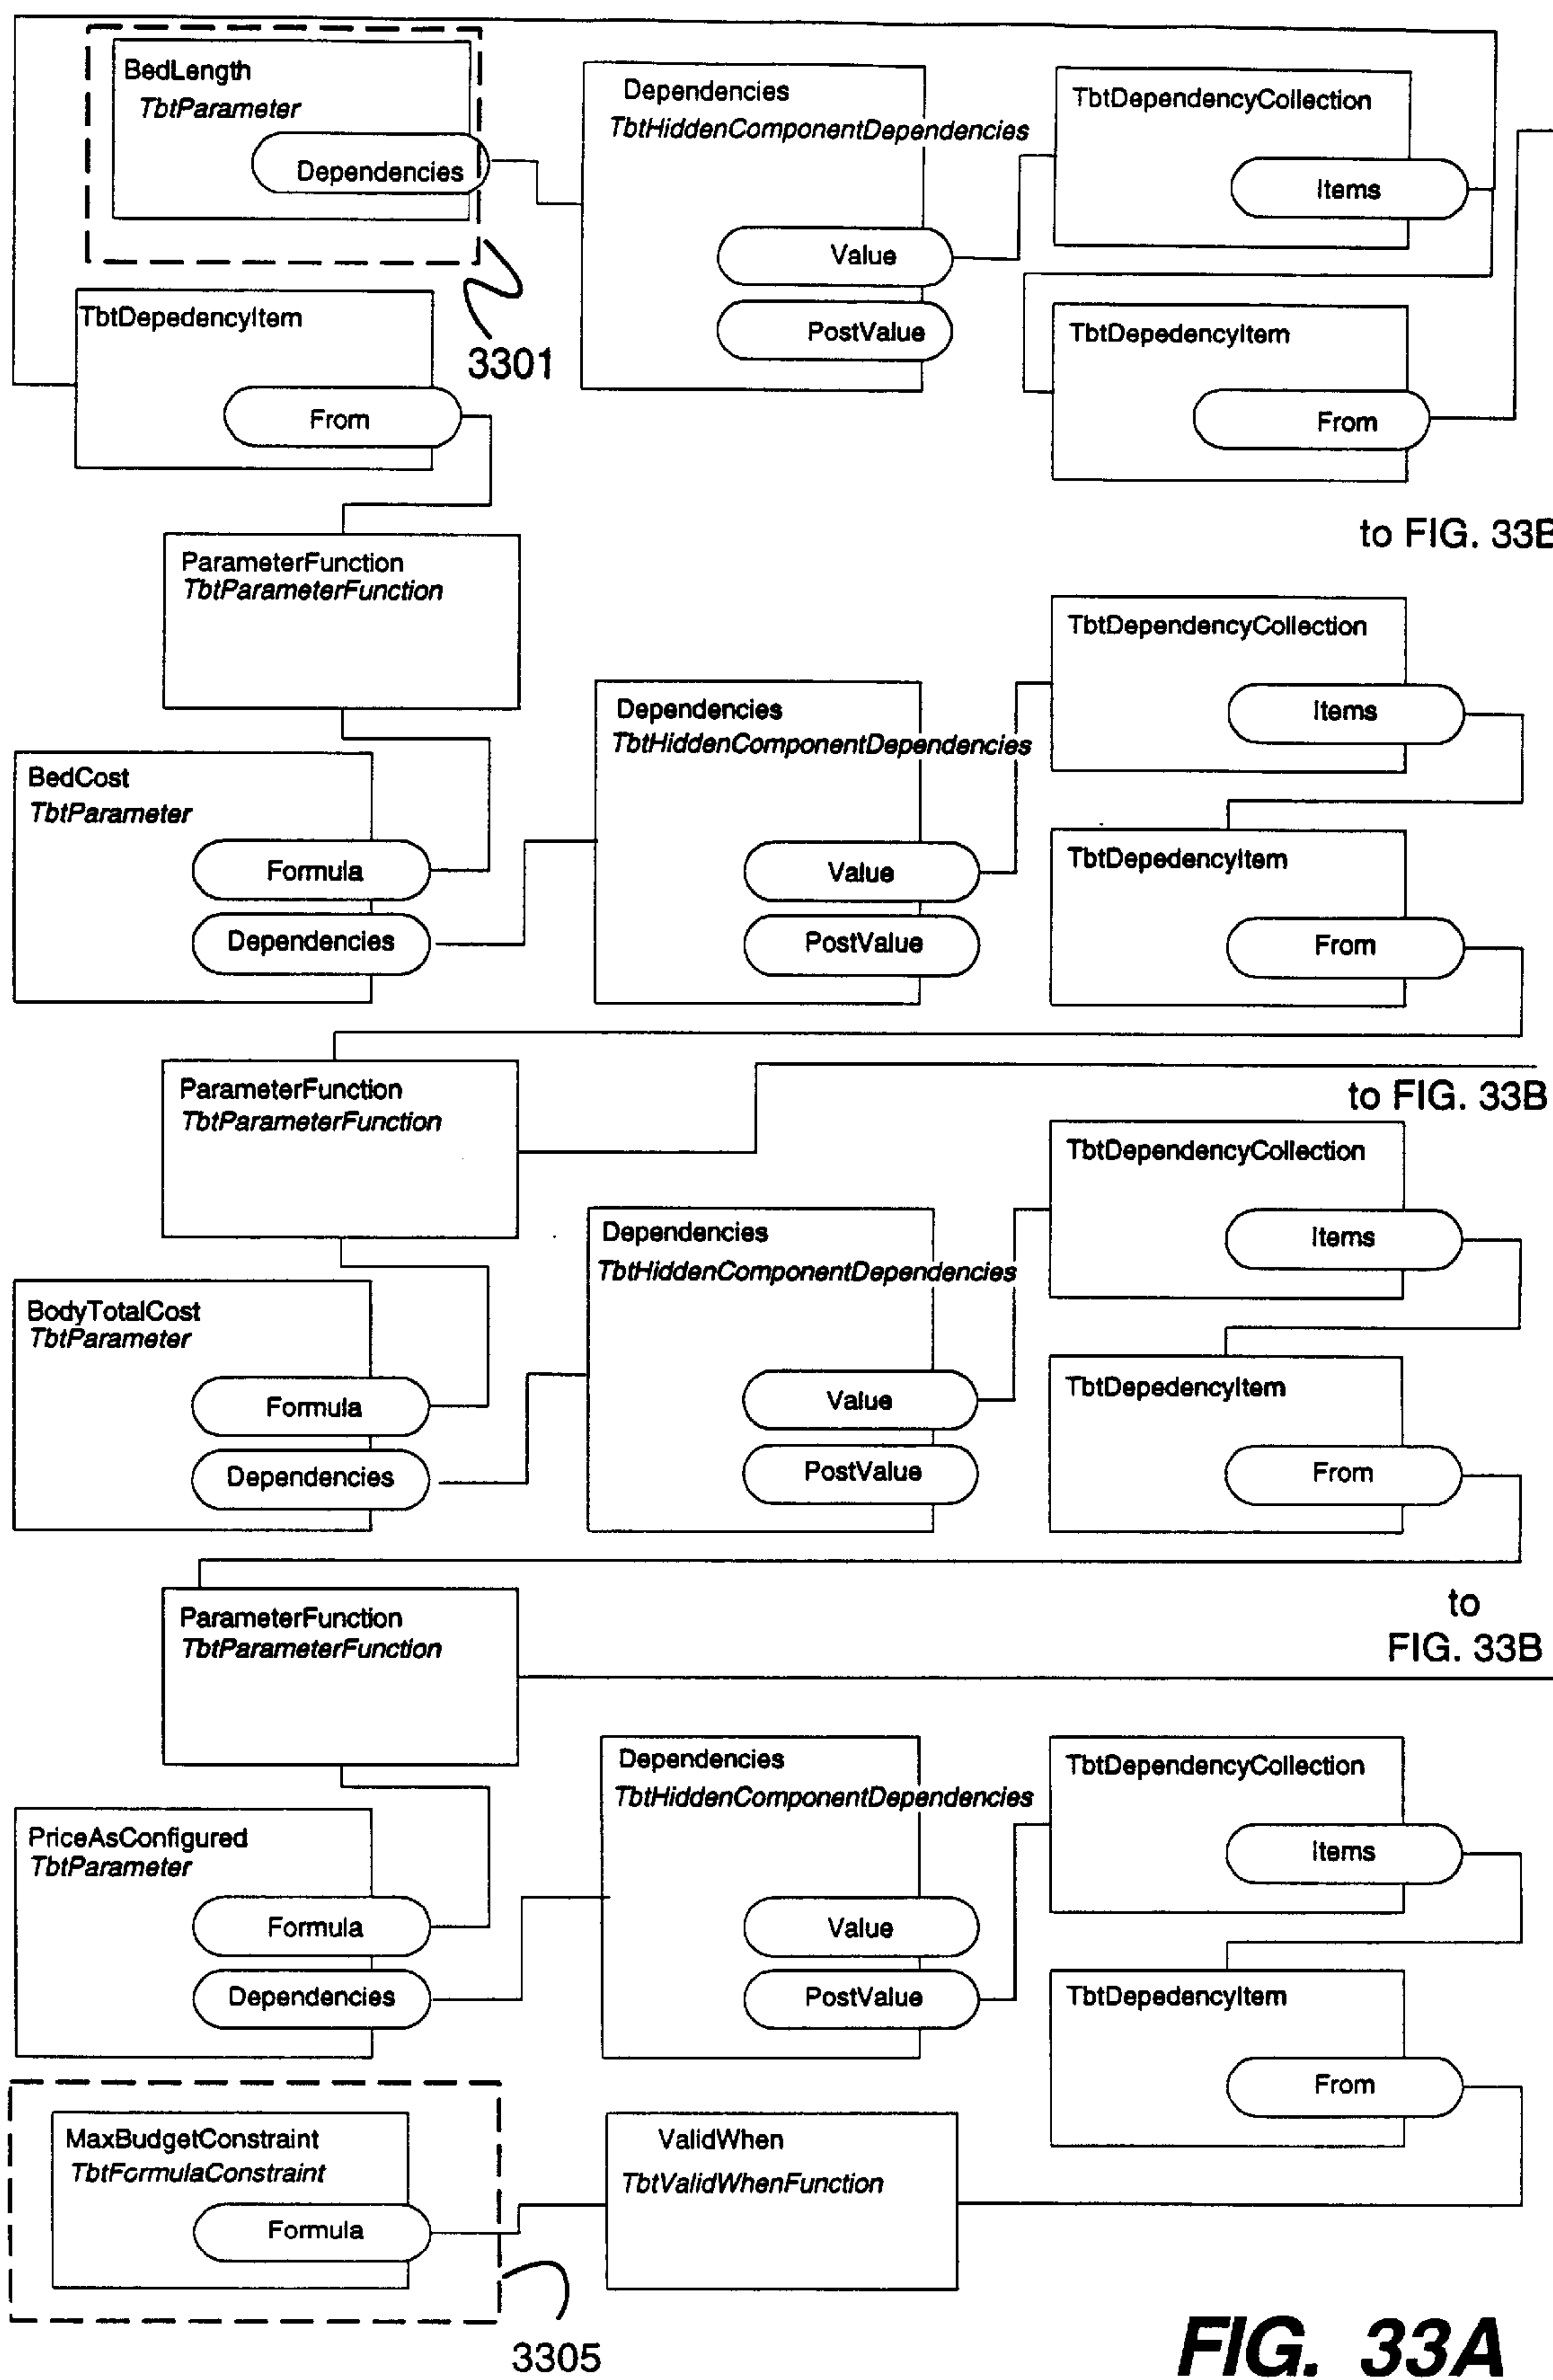 BedLength
TbtParameter
Dependencies
Dependencies
TbtHiddenComponentDependencies
Value
PostValue
TbtDependencyCollection
Items
3301
TbtDepedencyItem
From
TbtDepedencyItem
From
to FIG. 33B
ParameterFunction
TbtParameterFunction
BedCost
TbtParameter
Formula
Dependencies
Dependencies
TbtHiddenComponentDependencies
Value
PostValue
TbtDependencyCollection
Items
TbtDepedencyItem
From
ParameterFunction
TbtParameterFunction
to FIG. 33B
BodyTotalCost
TbtParameter
Formula
Dependencies
Dependencies
TbtHiddenComponentDependencies
Value
PostValue
TbtDependencyCollection
Items
TbtDepedencyItem
From
ParameterFunction
TbtParameterFunction
to
FIG. 33B
PriceAsConfigured
TbtParameter
Formula
Dependencies
Dependencies
TbtHiddenComponentDependencies
Value
PostValue
TbtDependencyCollection
Items
TbtDepedencyItem
From
MaxBudgetConstraint
TbtFormulaConstraint
Formula
ValidWhen
TbtValidWhenFunction
3305
FIG. 33A